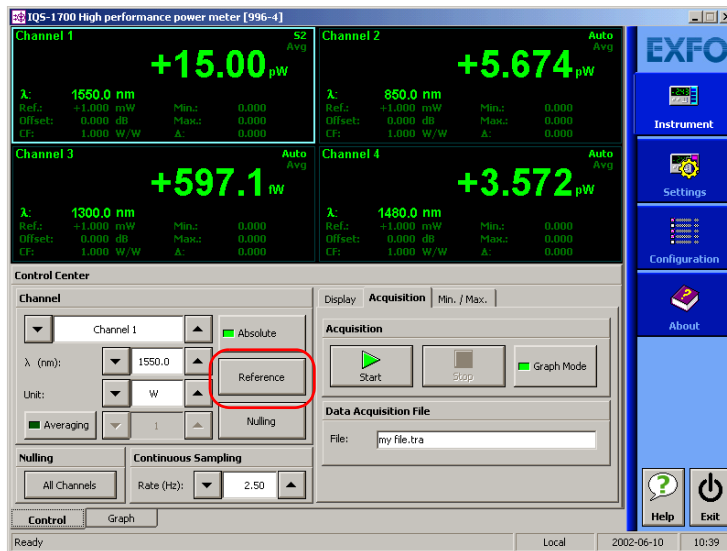 IQS-1700 High performance power meter [996-4]
Channel 1 S2
Avg
+15.00 pW
λ: 1550.0 nm
Ref.: +1.000 mW Min.: 0.000
Offset: 0.000 dB Max.: 0.000
CF: 1.000 W/W Δ: 0.000
Channel 2 Auto
Avg
+5.674 pW
λ: 850.0 nm
Ref.: +1.000 mW Min.: 0.000
Offset: 0.000 dB Max.: 0.000
CF: 1.000 W/W Δ: 0.000
Channel 3 Auto
Avg
+597.1 fW
λ: 1300.0 nm
Ref.: +1.000 mW Min.: 0.000
Offset: 0.000 dB Max.: 0.000
CF: 1.000 W/W Δ: 0.000
Channel 4 Auto
Avg
+3.572 pW
λ: 1480.0 nm
Ref.: +1.000 mW Min.: 0.000
Offset: 0.000 dB Max.: 0.000
CF: 1.000 W/W Δ: 0.000
EXFO
Instrument
Settings
Configuration
About
Help Exit
Control Center
Channel
Channel 1
Absolute
λ (nm): 1550.0
Reference
Unit: W
Averaging 1
Nulling
Nulling
All Channels
Continuous Sampling
Rate (Hz): 2.50
Display Acquisition Min. / Max.
Acquisition
Start Stop Graph Mode
Data Acquisition File
File: my file.tra
Control Graph
Ready Local 2002-06-10 10:39